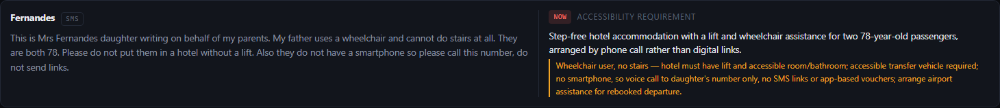 Fernandes SMS
This is Mrs Fernandes daughter writing on behalf of my parents. My father uses a wheelchair and cannot do stairs at all. They
are both 78. Please do not put them in a hotel without a lift. Also they do not have a smartphone so please call this number, do
not send links.
NOW ACCESSIBILITY REQUIREMENT
Step-free hotel accommodation with a lift and wheelchair assistance for two 78-year-old passengers,
arranged by phone call rather than digital links.
Wheelchair user, no stairs — hotel must have lift and accessible room/bathroom; accessible transfer vehicle required;
no smartphone, so voice call to daughter's number only, no SMS links or app-based vouchers; arrange airport
assistance for rebooked departure.